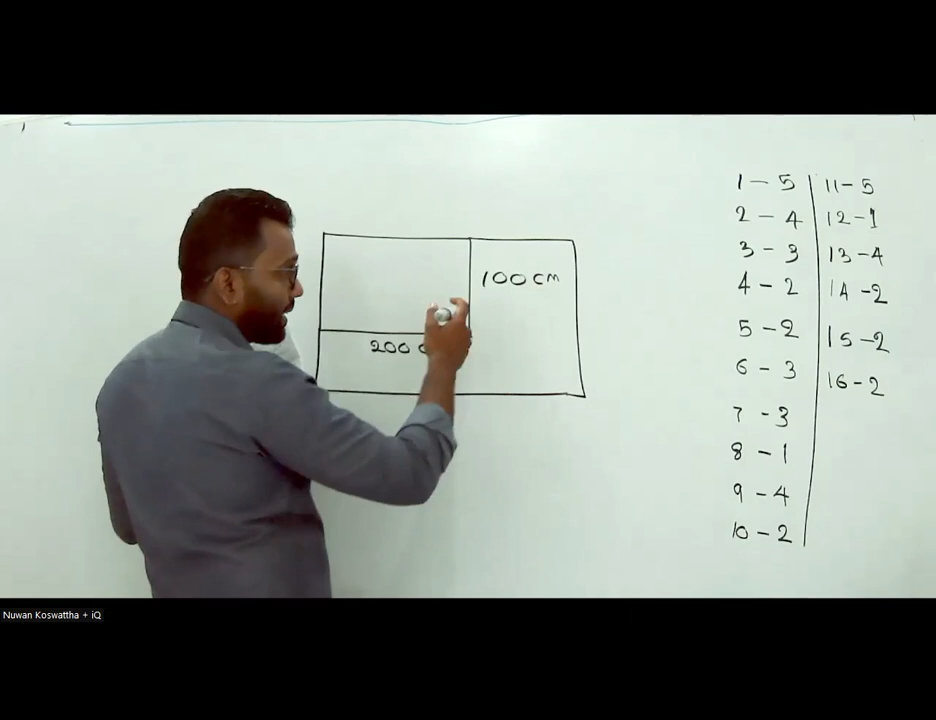 100 cm
200
1 – 5
2 – 4
3 – 3
4 – 2
5 – 2
6 – 3
7 – 3
8 – 1
9 – 4
10 – 2
11 – 5
12 – 1
13 – 4
14 – 2
15 – 2
16 – 2
Nuwan Koswattha + iQ